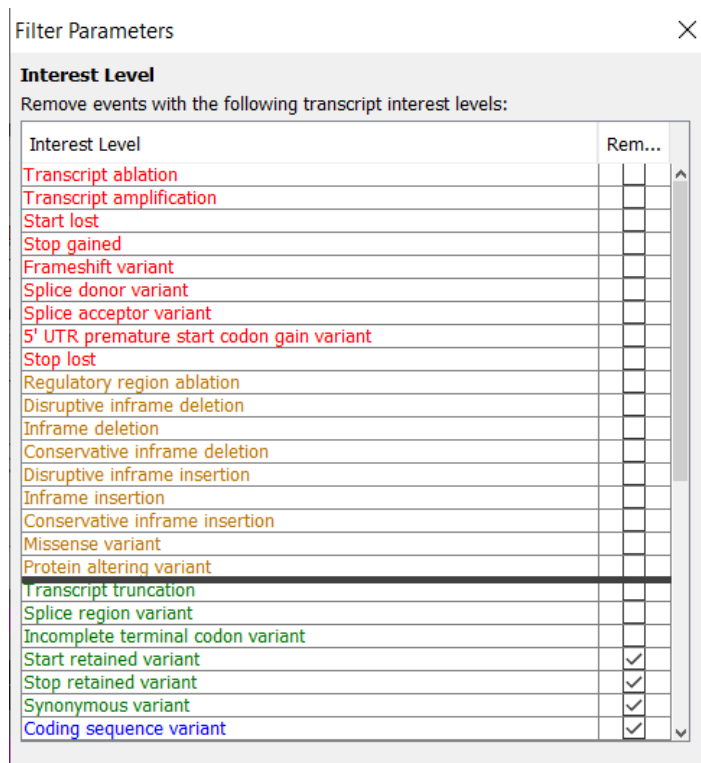 Filter Parameters
Interest Level
Remove events with the following transcript interest levels:
Interest Level Rem...
Transcript ablation
Transcript amplification
Start lost
Stop gained
Frameshift variant
Splice donor variant
Splice acceptor variant
5' UTR premature start codon gain variant
Stop lost
Regulatory region ablation
Disruptive inframe deletion
Inframe deletion
Conservative inframe deletion
Disruptive inframe insertion
Inframe insertion
Conservative inframe insertion
Missense variant
Protein altering variant
Transcript truncation
Splice region variant
Incomplete terminal codon variant
Start retained variant
Stop retained variant
Synonymous variant
Coding sequence variant